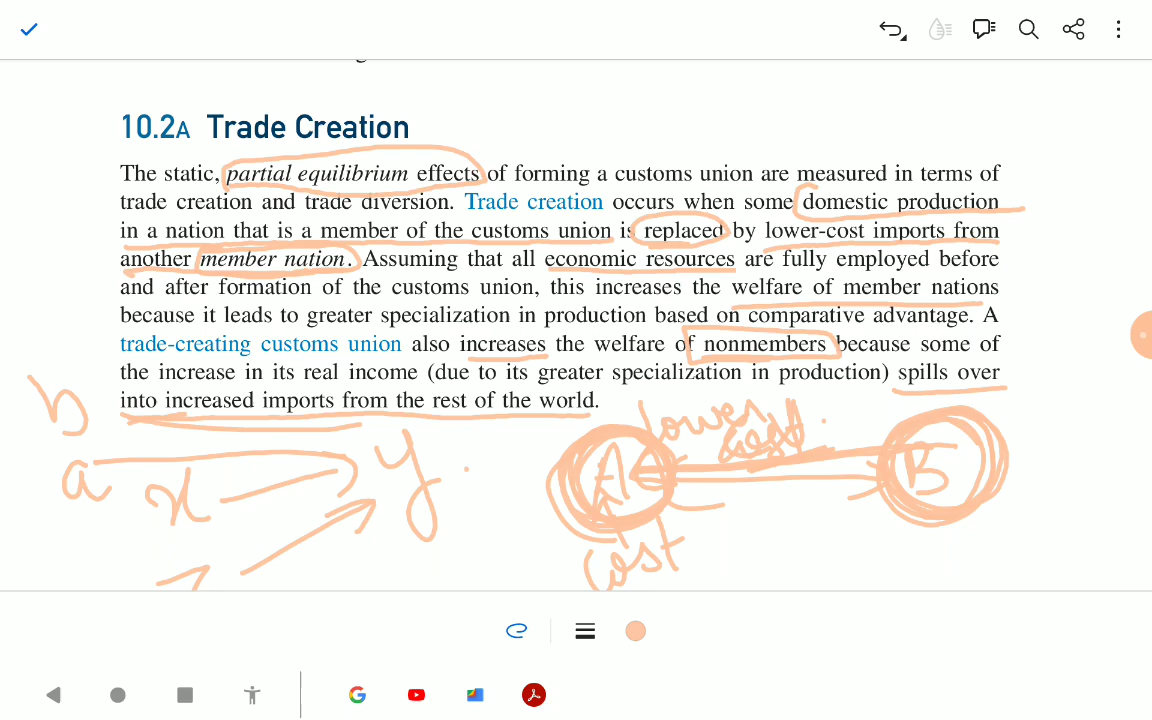 10.2A Trade Creation
The static, partial equilibrium effects of forming a customs union are measured in terms of
trade creation and trade diversion. Trade creation occurs when some domestic production
in a nation that is a member of the customs union is replaced by lower-cost imports from
another member nation. Assuming that all economic resources are fully employed before
and after formation of the customs union, this increases the welfare of member nations
because it leads to greater specialization in production based on comparative advantage. A
trade-creating customs union also increases the welfare of nonmembers because some of
the increase in its real income (due to its greater specialization in production) spills over
into increased imports from the rest of the world.
b
lower
a
x
y
A
B
cost